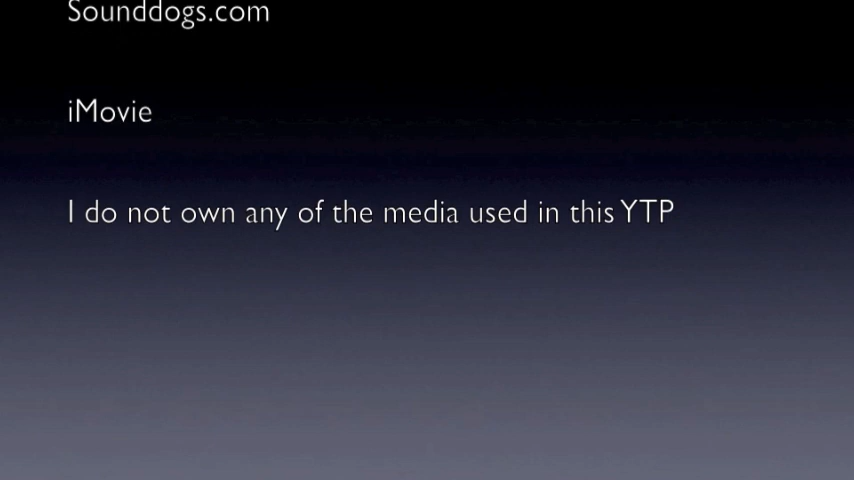 Sounddogs.com
iMovie
I do not own any of the media used in this YTP